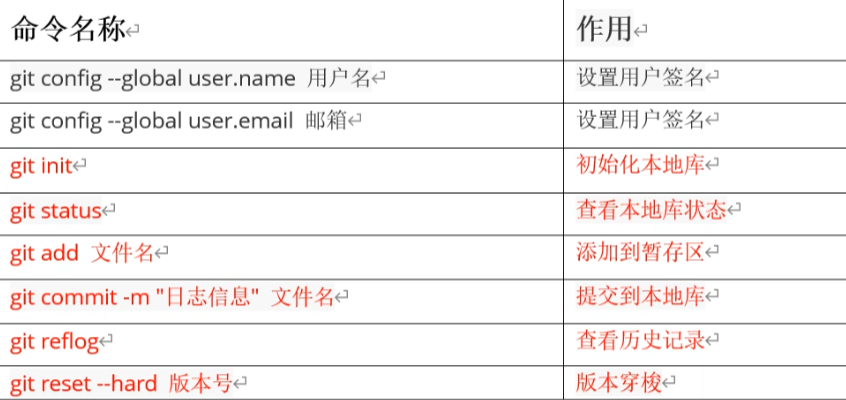 命令名称 作用
git config --global user.name 用户名 设置用户签名
git config --global user.email 邮箱 设置用户签名
git init 初始化本地库
git status 查看本地库状态
git add 文件名 添加到暂存区
git commit -m "日志信息" 文件名 提交到本地库
git reflog 查看历史记录
git reset --hard 版本号 版本穿梭